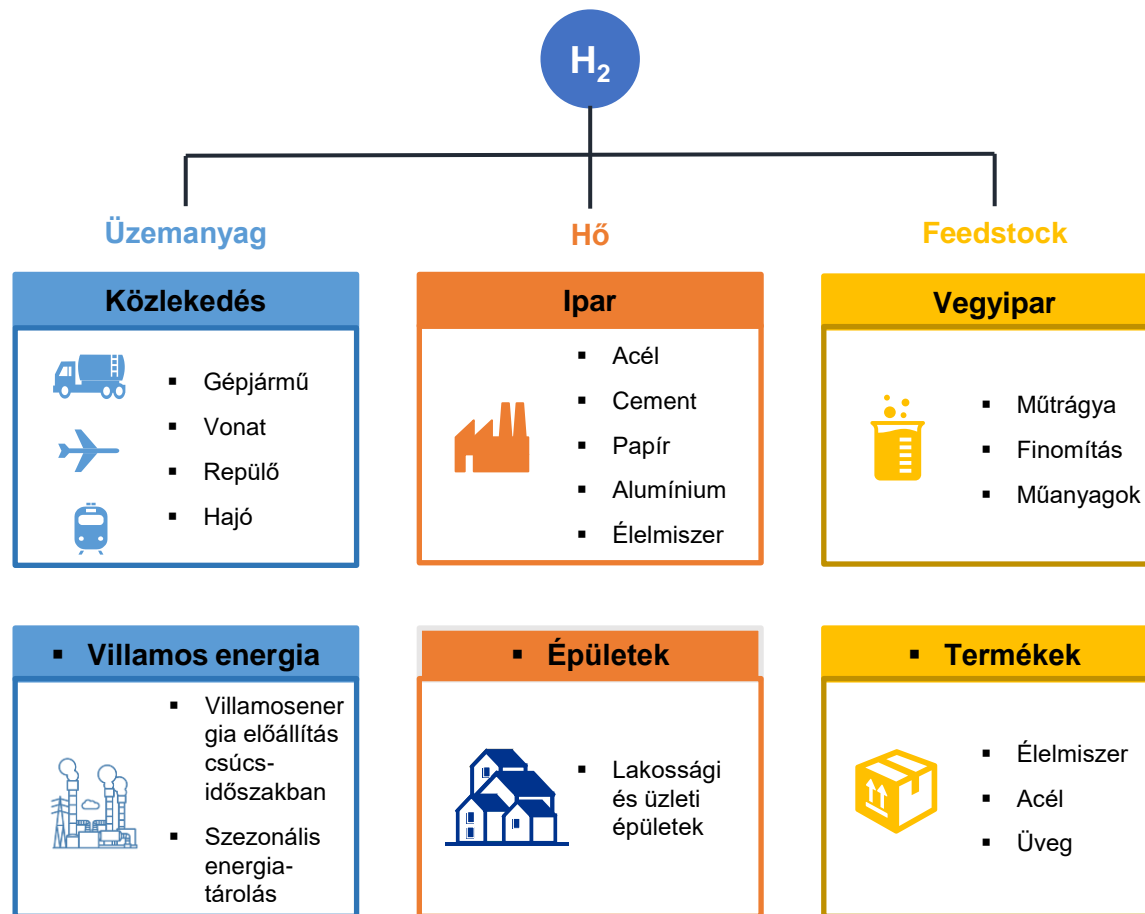 H₂
Üzemanyag
Közlekedés
▪ Gépjármű
▪ Vonat
▪ Repülő
▪ Hajó
▪ Villamos energia
▪ Villamosener
gia előállítás
csúcs-
időszakban
▪ Szezonális
energia-
tárolás
Hő
Ipar
▪ Acél
▪ Cement
▪ Papír
▪ Alumínium
▪ Élelmiszer
▪ Épületek
▪ Lakossági
és üzleti
épületek
Feedstock
Vegyipar
▪ Műtrágya
▪ Finomítás
▪ Műanyagok
▪ Termékek
▪ Élelmiszer
▪ Acél
▪ Üveg